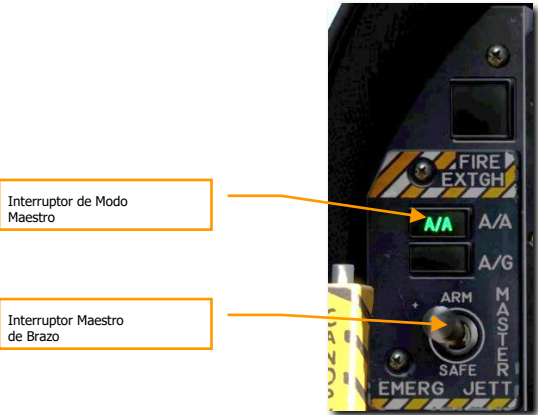 FIRE
EXTGH
Interruptor de Modo
Maestro
A/A A/A
A/G
Interruptor Maestro
de Brazo
ARM
MASTER
SAFE
EMERG JETT